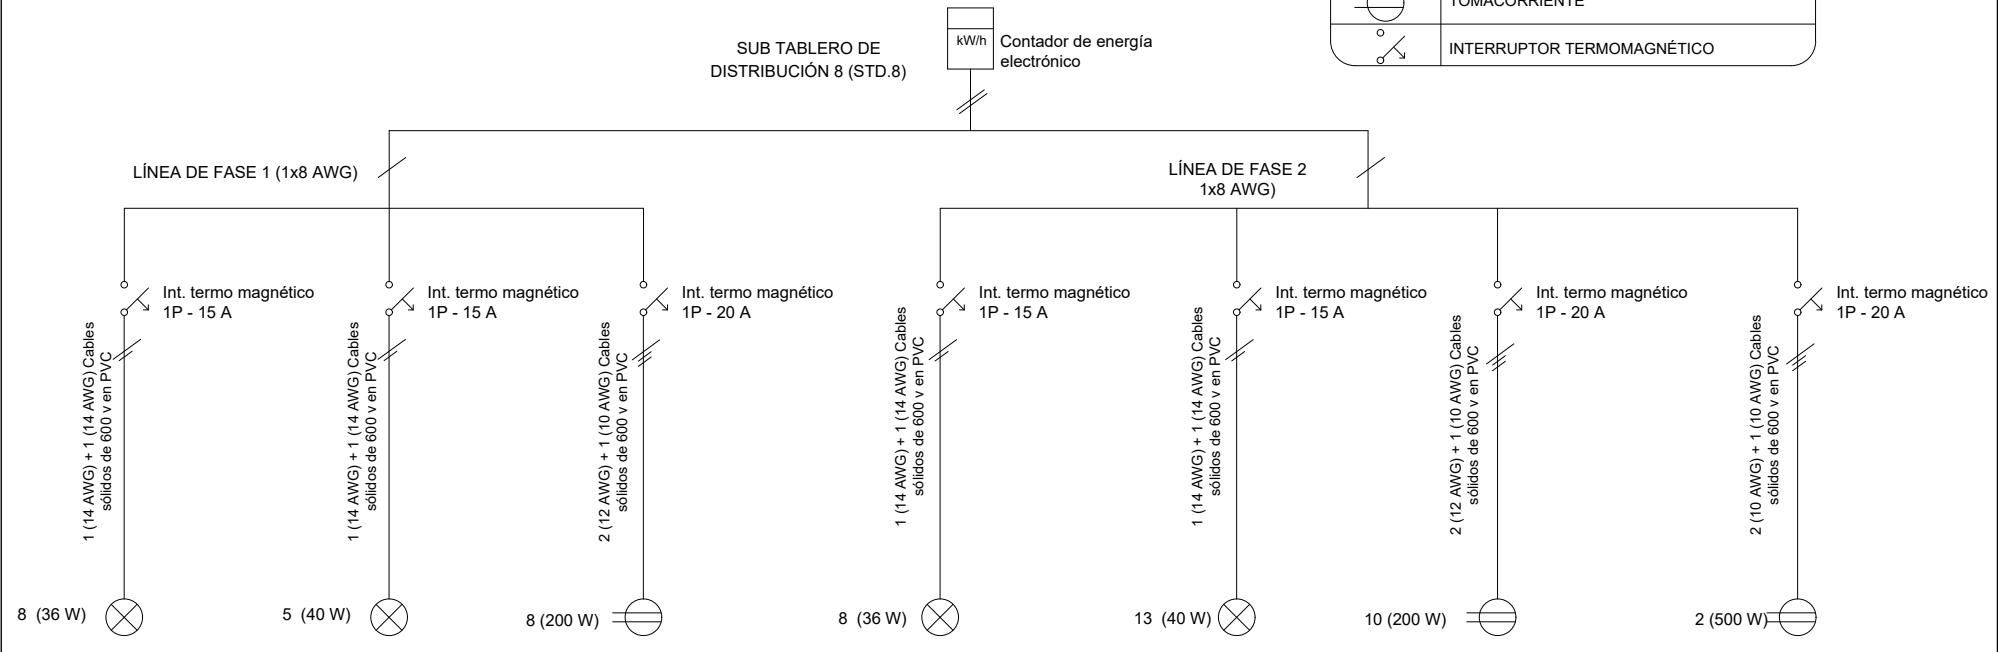 TOMACORRIENTE
INTERRUPTOR TERMOMAGNÉTICO
SUB TABLERO DE
DISTRIBUCIÓN 8 (STD.8)
kW/h
Contador de energía
electrónico
LÍNEA DE FASE 1 (1x8 AWG)
LÍNEA DE FASE 2
1x8 AWG)
Int. termo magnético
1P - 15 A
Int. termo magnético
1P - 15 A
Int. termo magnético
1P - 20 A
Int. termo magnético
1P - 15 A
Int. termo magnético
1P - 15 A
Int. termo magnético
1P - 20 A
Int. termo magnético
1P - 20 A
1 (14 AWG) + 1 (14 AWG) Cables
sólidos de 600 v en PVC
1 (14 AWG) + 1 (14 AWG) Cables
sólidos de 600 v en PVC
2 (12 AWG) + 1 (10 AWG) Cables
sólidos de 600 v en PVC
1 (14 AWG) + 1 (14 AWG) Cables
sólidos de 600 v en PVC
1 (14 AWG) + 1 (14 AWG) Cables
sólidos de 600 v en PVC
2 (12 AWG) + 1 (10 AWG) Cables
sólidos de 600 v en PVC
2 (10 AWG) + 1 (10 AWG) Cables
sólidos de 600 v en PVC
8 (36 W)
5 (40 W)
8 (200 W)
8 (36 W)
13 (40 W)
10 (200 W)
2 (500 W)